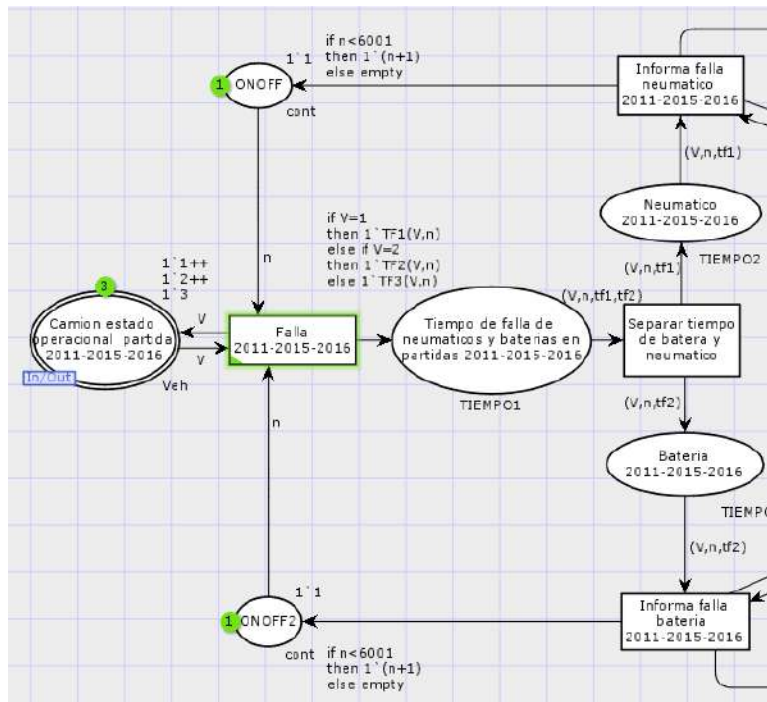 if n<6001
then 1`(n+1)
else empty
1`1
1
ONOFF
cont
Informa falla
neumatico
2011-2015-2016
(V,n,tf1)
Neumatico
2011-2015-2016
TIEMPO2
(V,n,tf1)
n
if V=1
then 1`TF1(V,n)
else if V=2
then 1`TF2(V,n)
else 1`TF3(V,n)
1`1++
1`2++
1`3
3
Camion estado
operacional partida
2011-2015-2016
In/Out
Veh
V
V
Falla
2011-2015-2016
Tiempo de falla de
neumaticos y baterias en
partidas 2011-2015-2016
TIEMPO1
(V,n,tf1,tf2)
Separar tiempo
de batera y
neumatico
(V,n,tf2)
Bateria
2011-2015-2016
n
(V,n,tf2)
1`1
1
ONOFF2
cont
if n<6001
then 1`(n+1)
else empty
Informa falla
bateria
2011-2015-2016